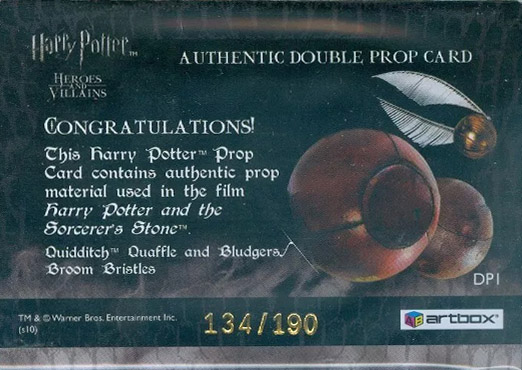 Harry Potter™
HEROES
AND
VILLAINS
AUTHENTIC DOUBLE PROP CARD
CONGRATULATIONS!
This Harry Potter™ Prop
Card contains authentic prop
material used in the film
Harry Potter and the
Sorcerer's Stone™.
Quidditch™ Quaffle and Bludgers/
Broom Bristles
DP1
TM & © Warner Bros. Entertainment Inc.
(s10)
134/190
artbox®